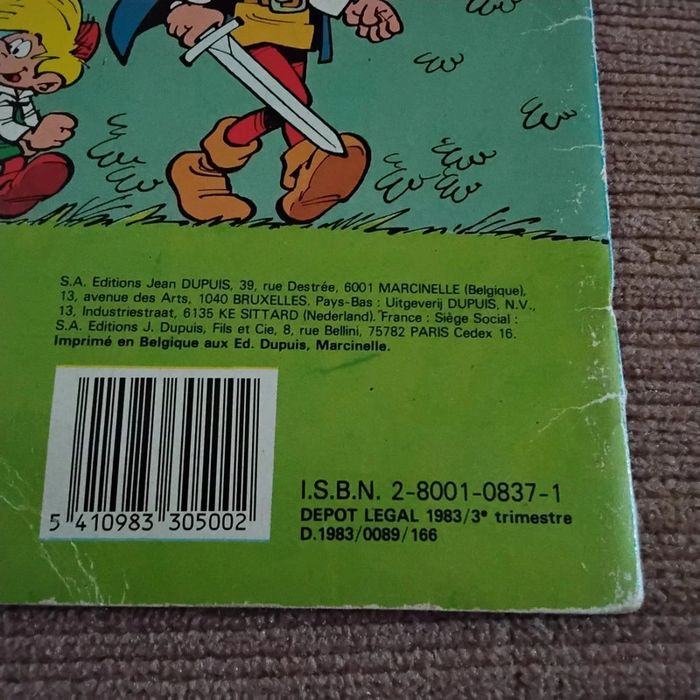 S.A. Editions Jean DUPUIS, 39, rue Destrée, 6001 MARCINELLE (Belgique),
13, avenue des Arts, 1040 BRUXELLES. Pays-Bas : Uitgeverij DUPUIS, N.V.,
13, Industriestraat, 6135 KE SITTARD (Nederland). France : Siège Social :
S.A. Editions J. Dupuis, Fils et Cie, 8, rue Bellini, 75782 PARIS Cedex 16.
Imprimé en Belgique aux Ed. Dupuis, Marcinelle.
5 410983 305002
I.S.B.N. 2-8001-0837-1
DEPOT LEGAL 1983/3e trimestre
D.1983/0089/166